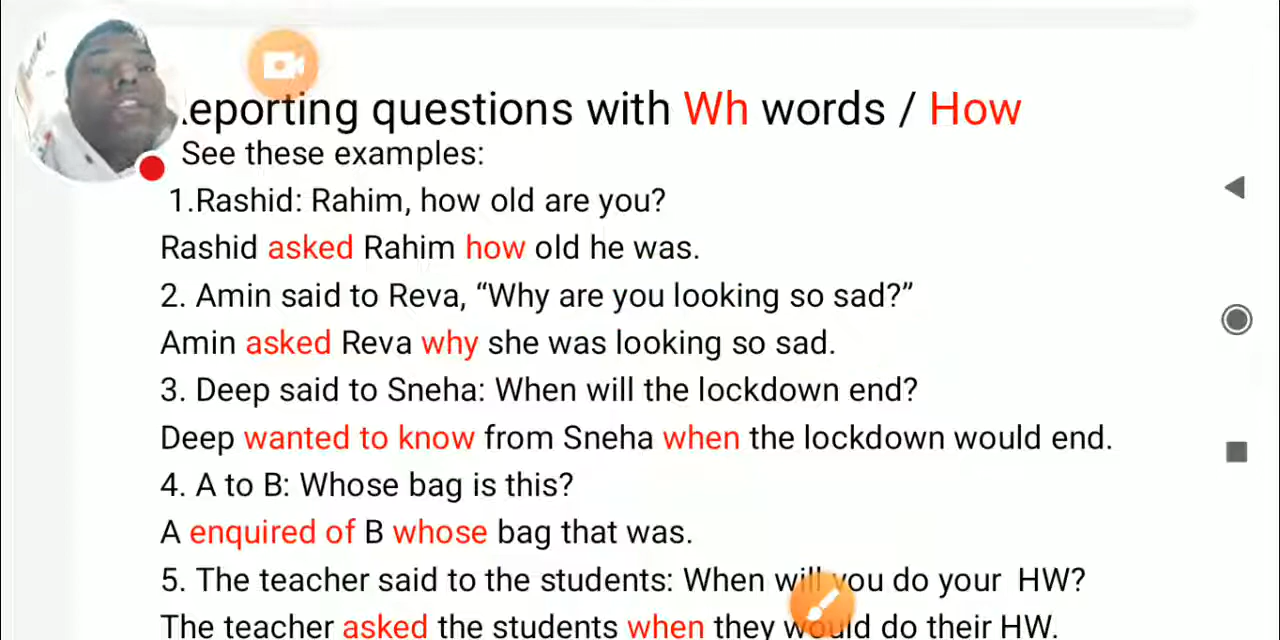 eporting questions with Wh words / How
See these examples:
1.Rashid: Rahim, how old are you?
Rashid asked Rahim how old he was.
2. Amin said to Reva, “Why are you looking so sad?”
Amin asked Reva why she was looking so sad.
3. Deep said to Sneha: When will the lockdown end?
Deep wanted to know from Sneha when the lockdown would end.
4. A to B: Whose bag is this?
A enquired of B whose bag that was.
5. The teacher said to the students: When will you do your HW?
The teacher asked the students when they would do their HW.